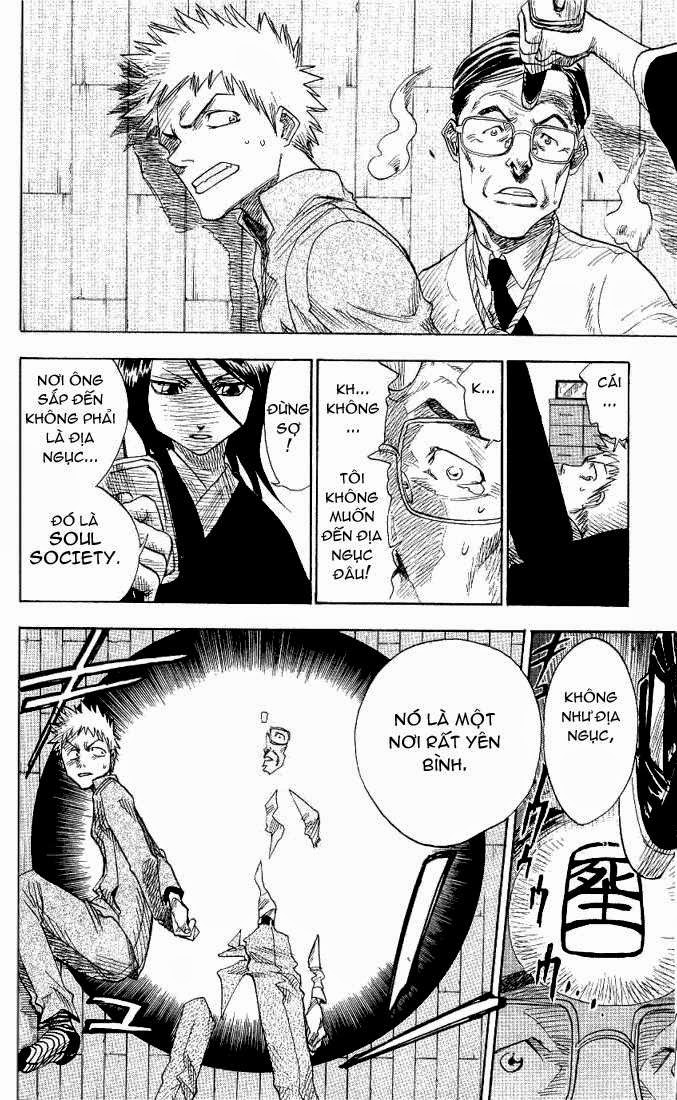 CÁI
...
K...
KH...
KHÔNG
...
TÔI
KHÔNG
MUỐN
ĐẾN ĐỊA
NGỤC
ĐÂU!
ĐỪNG
SỢ
!
NƠI ÔNG
SẮP ĐẾN
KHÔNG PHẢI
LÀ ĐỊA
NGỤC...
ĐÓ LÀ
SOUL
SOCIETY.
KHÔNG
NHƯ ĐỊA
NGỤC,
NÓ LÀ MỘT
NƠI RẤT YÊN
BÌNH.